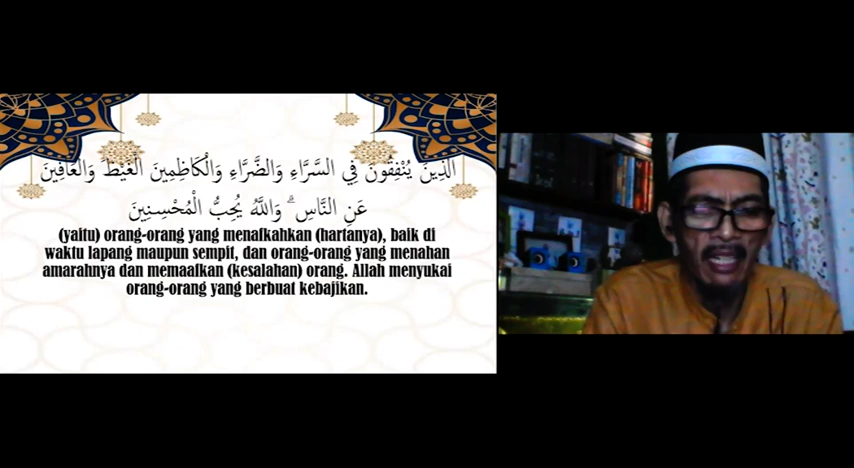 الَّذِينَ يُنْفِقُونَ فِي السَّرَّاءِ وَالضَّرَّاءِ وَالْكَاظِمِينَ الْغَيْظَ وَالْعَافِينَ
عَنِ النَّاسِ ۗ وَاللَّهُ يُحِبُّ الْمُحْسِنِينَ
(yaitu) orang-orang yang menafkahkan (hartanya), baik di
waktu lapang maupun sempit, dan orang-orang yang menahan
amarahnya dan memaafkan (kesalahan) orang. Allah menyukai
orang-orang yang berbuat kebajikan.